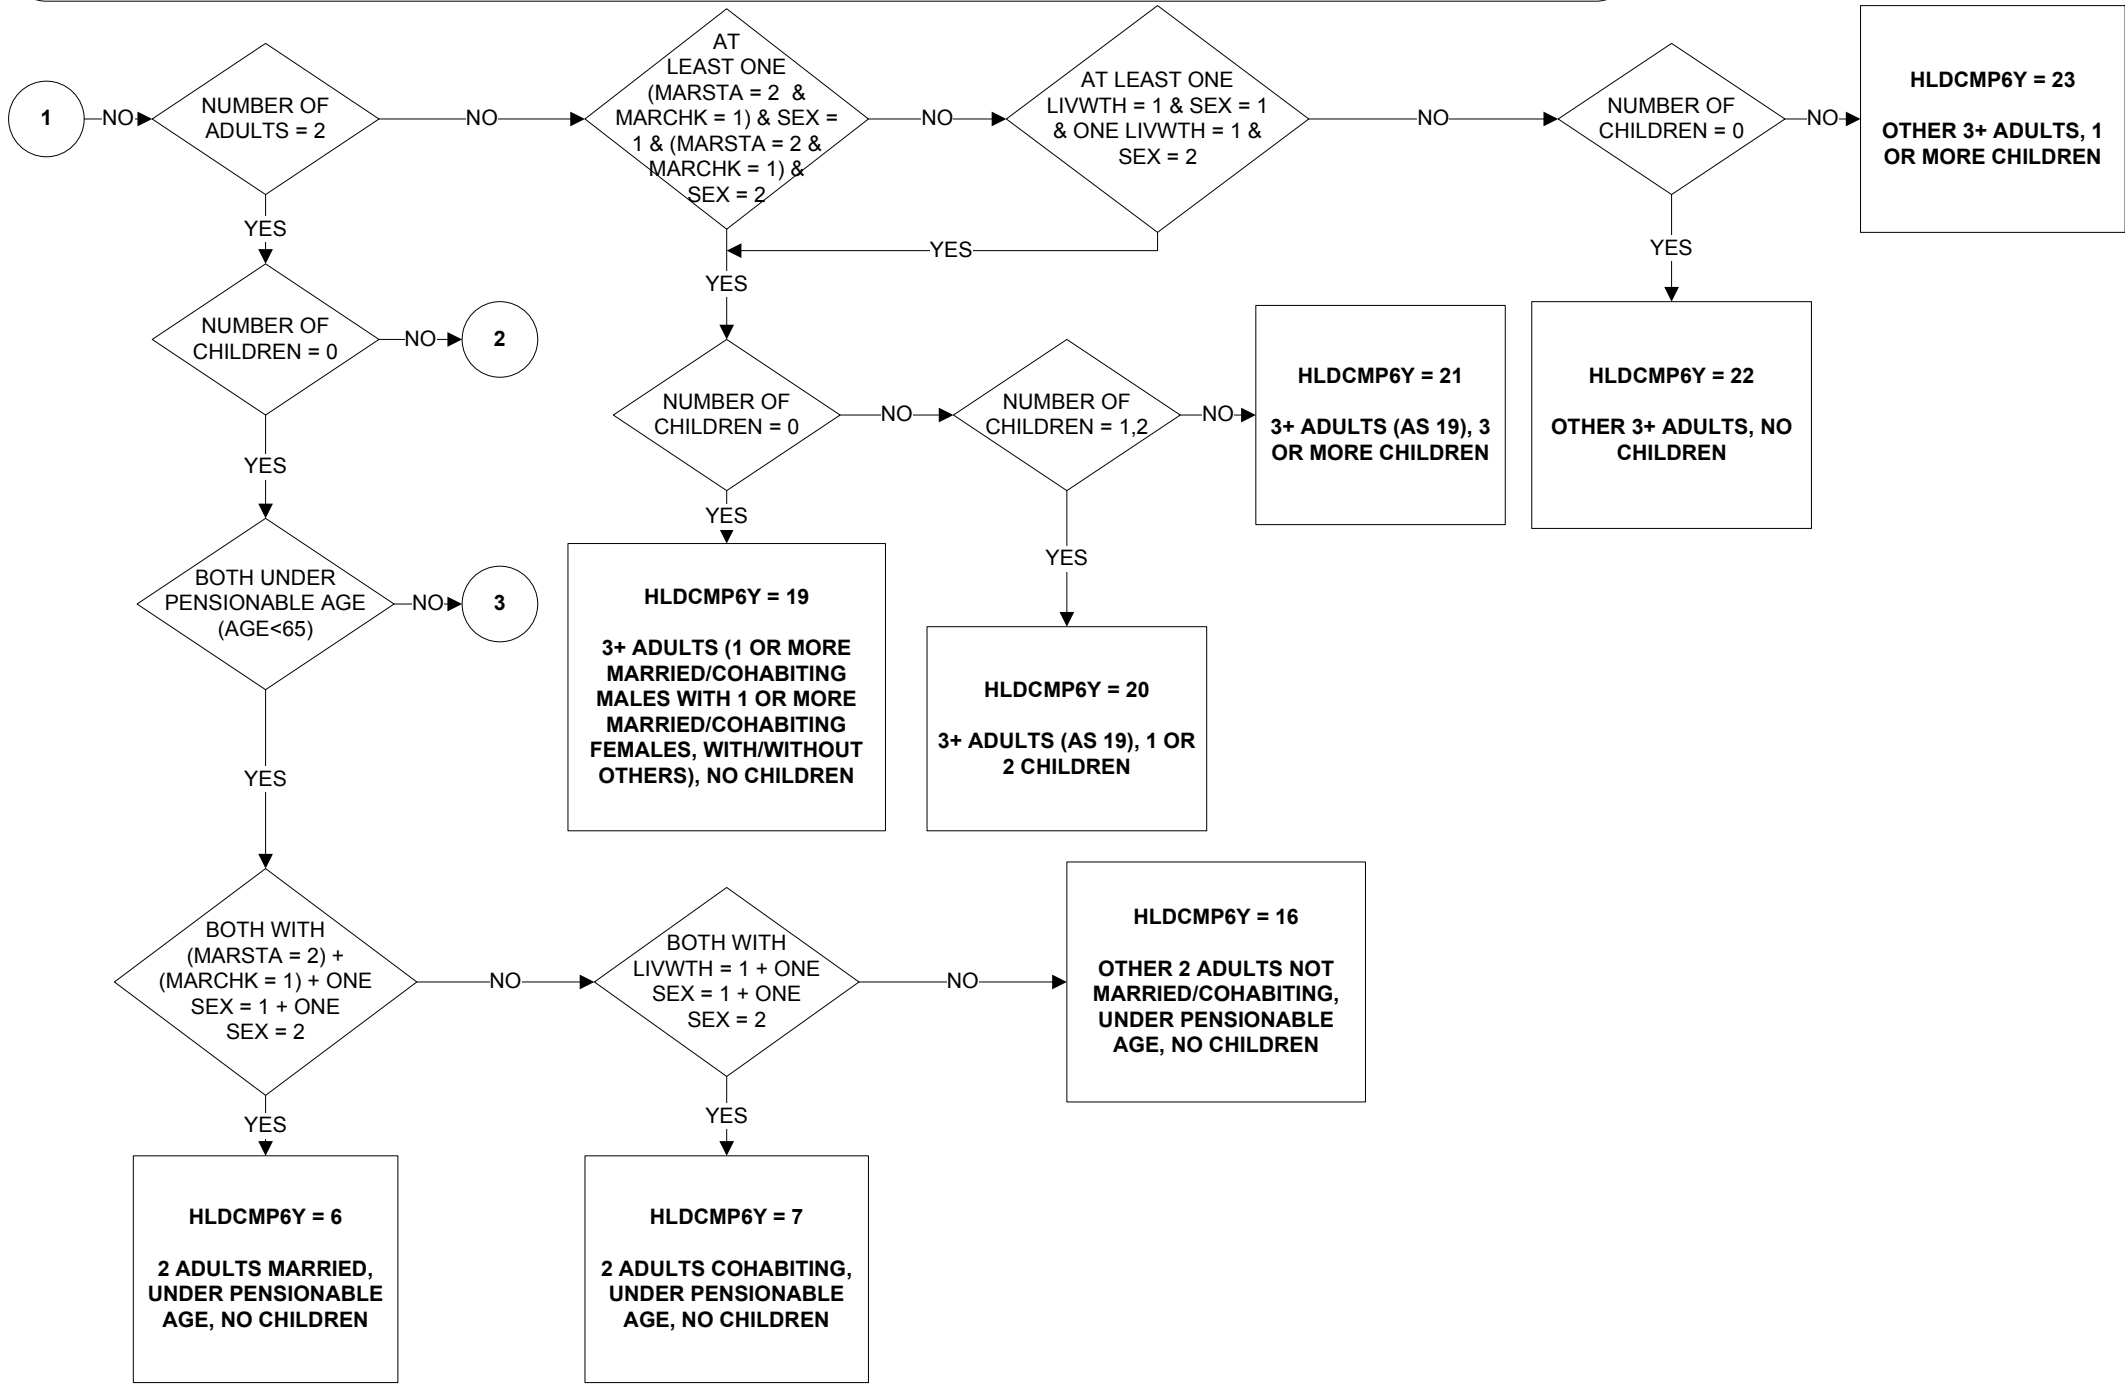 1
NO
NUMBER OF
ADULTS = 2
NO
AT
LEAST ONE
(MARSTA = 2 &
MARCHK = 1) & SEX =
1 & (MARSTA = 2 &
MARCHK = 1) &
SEX = 2
NO
AT LEAST ONE
LIVWTH = 1 & SEX = 1
& ONE LIVWTH = 1 &
SEX = 2
NO
NUMBER OF
CHILDREN = 0
NO
HLDCMP6Y = 23
OTHER 3+ ADULTS, 1
OR MORE CHILDREN
YES
YES
YES
YES
NUMBER OF
CHILDREN = 0
NO
2
NUMBER OF
CHILDREN = 0
NO
NUMBER OF
CHILDREN = 1,2
NO
HLDCMP6Y = 21
3+ ADULTS (AS 19), 3
OR MORE CHILDREN
HLDCMP6Y = 22
OTHER 3+ ADULTS, NO
CHILDREN
YES
YES
YES
BOTH UNDER
PENSIONABLE AGE
(AGE<65)
NO
3
HLDCMP6Y = 19
3+ ADULTS (1 OR MORE
MARRIED/COHABITING
MALES WITH 1 OR MORE
MARRIED/COHABITING
FEMALES, WITH/WITHOUT
OTHERS), NO CHILDREN
HLDCMP6Y = 20
3+ ADULTS (AS 19), 1 OR
2 CHILDREN
YES
BOTH WITH
(MARSTA = 2) +
(MARCHK = 1) + ONE
SEX = 1 + ONE
SEX = 2
NO
BOTH WITH
LIVWTH = 1 + ONE
SEX = 1 + ONE
SEX = 2
NO
HLDCMP6Y = 16
OTHER 2 ADULTS NOT
MARRIED/COHABITING,
UNDER PENSIONABLE
AGE, NO CHILDREN
YES
YES
HLDCMP6Y = 6
2 ADULTS MARRIED,
UNDER PENSIONABLE
AGE, NO CHILDREN
HLDCMP6Y = 7
2 ADULTS COHABITING,
UNDER PENSIONABLE
AGE, NO CHILDREN